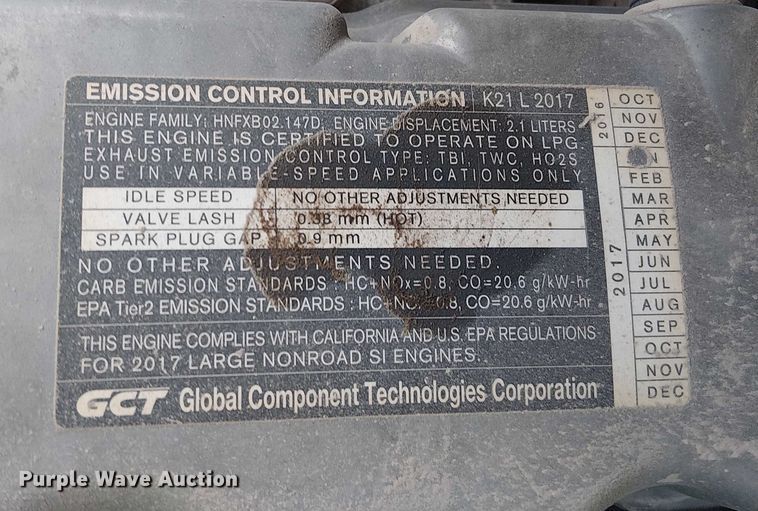 EMISSION CONTROL INFORMATION K21 L 2017
ENGINE FAMILY: HNFXB02.147D, ENGINE DISPLACEMENT: 2.1 LITERS
THIS ENGINE IS CERTIFIED TO OPERATE ON LPG.
EXHAUST EMISSION CONTROL TYPE: TBI, TWC, HO2S
USE IN VARIABLE-SPEED APPLICATIONS ONLY.
IDLE SPEED NO OTHER ADJUSTMENTS NEEDED
VALVE LASH 0.38 mm (HOT)
SPARK PLUG GAP 0.9 mm
NO OTHER ADJUSTMENTS NEEDED.
CARB EMISSION STANDARDS : HC+NOx=0.8, CO=20.6 g/kW-hr
EPA Tier2 EMISSION STANDARDS : HC+NOx=0.8, CO=20.6 g/kW-hr
THIS ENGINE COMPLIES WITH CALIFORNIA AND U.S. EPA REGULATIONS
FOR 2017 LARGE NONROAD SI ENGINES.
GCT Global Component Technologies Corporation
2016
OCT
NOV
DEC
2017
FEB
MAR
APR
MAY
JUN
JUL
AUG
SEP
OCT
NOV
DEC
Purple Wave Auction